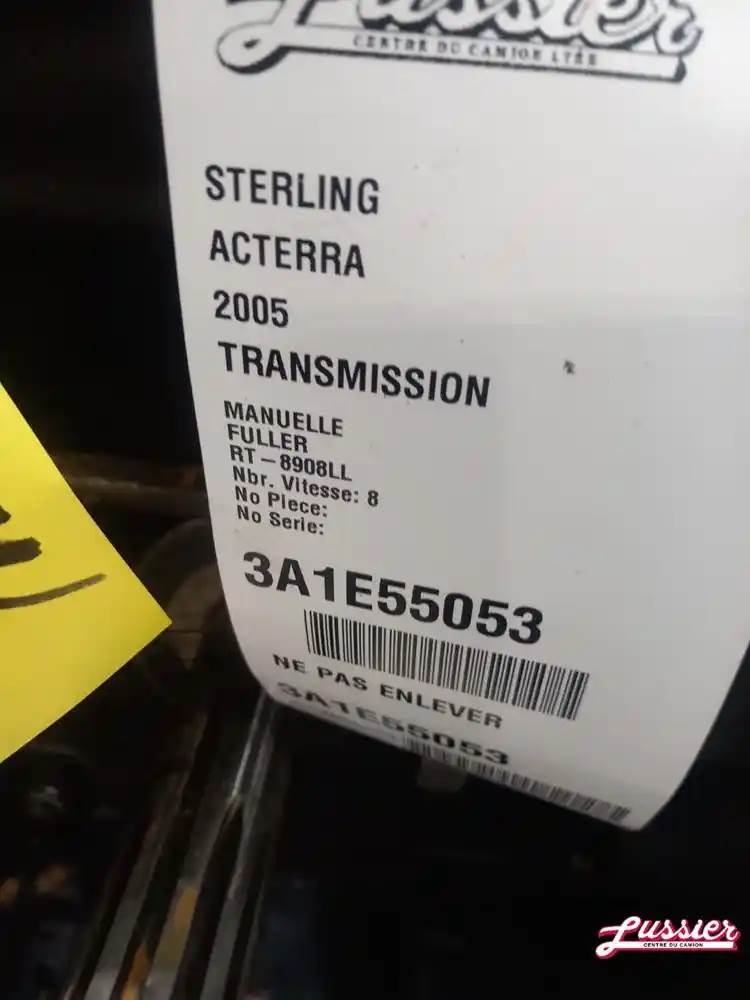 Lussier
CENTRE DU CAMION LTÉE
STERLING
ACTERRA
2005
TRANSMISSION
MANUELLE
FULLER
RT-8908LL
Nbr. Vitesse: 8
No Piece:
No Serie:
3A1E55053
NE PAS ENLEVER
3A1E55053
Lussier
CENTRE DU CAMION